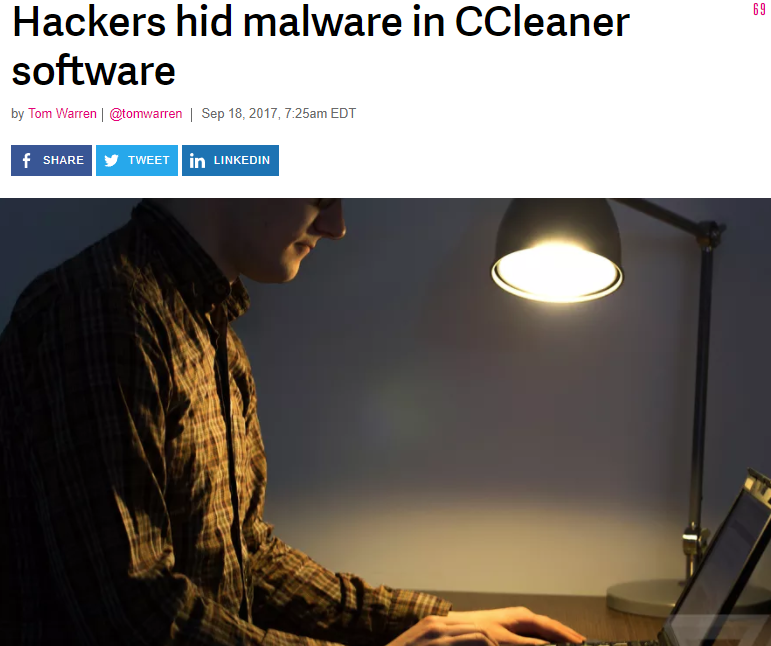 Hackers hid malware in CCleaner
69
software
by Tom Warren | @tomwarren | Sep 18, 2017, 7:25am EDT
f SHARE TWEET in LINKEDIN